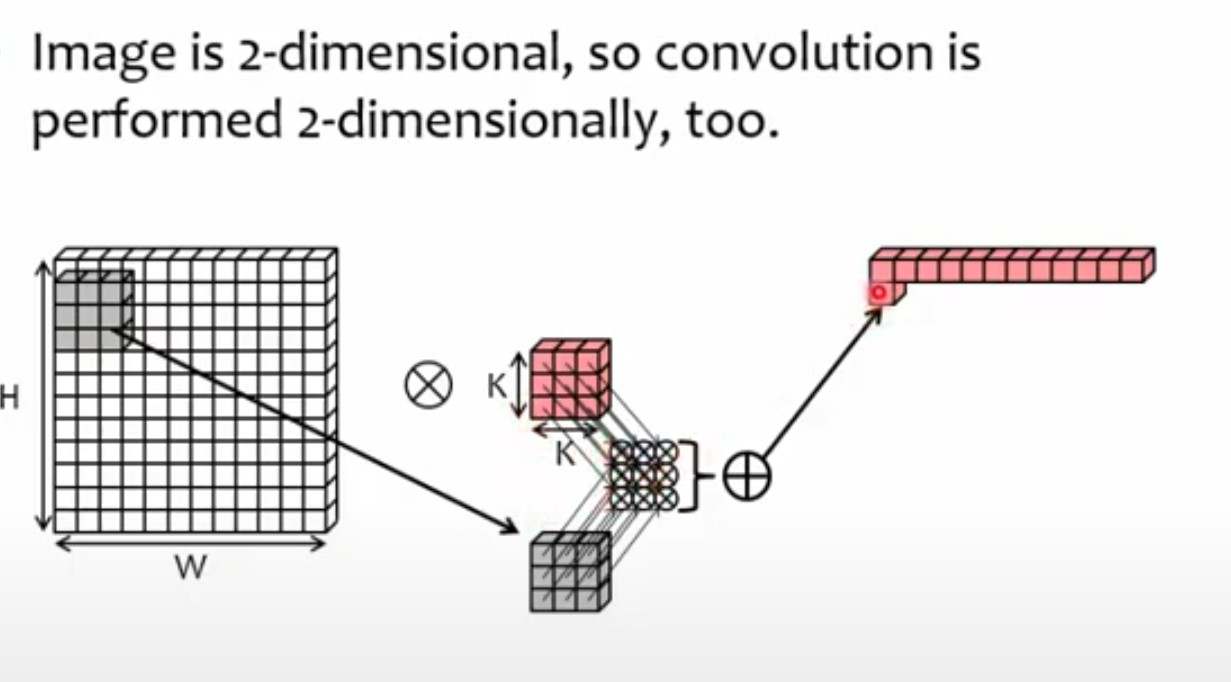 Image is 2-dimensional, so convolution is
performed 2-dimensionally, too.
H
K
K
W